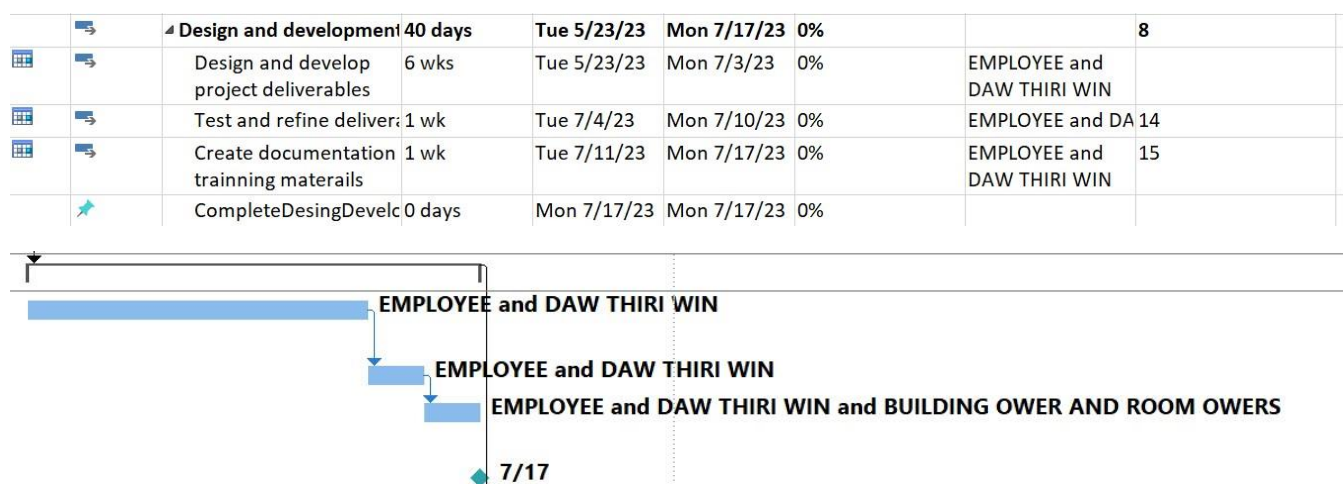 Design and development 40 days Tue 5/23/23 Mon 7/17/23 0% 8
Design and develop 6 wks Tue 5/23/23 Mon 7/3/23 0% EMPLOYEE and
project deliverables DAW THIRI WIN
Test and refine delivera 1 wk Tue 7/4/23 Mon 7/10/23 0% EMPLOYEE and DA 14
Create documentation 1 wk Tue 7/11/23 Mon 7/17/23 0% EMPLOYEE and 15
trainning materails DAW THIRI WIN
CompleteDesingDevelc 0 days Mon 7/17/23 Mon 7/17/23 0%
EMPLOYEE and DAW THIRI WIN
EMPLOYEE and DAW THIRI WIN
EMPLOYEE and DAW THIRI WIN and BUILDING OWER AND ROOM OWERS
7/17